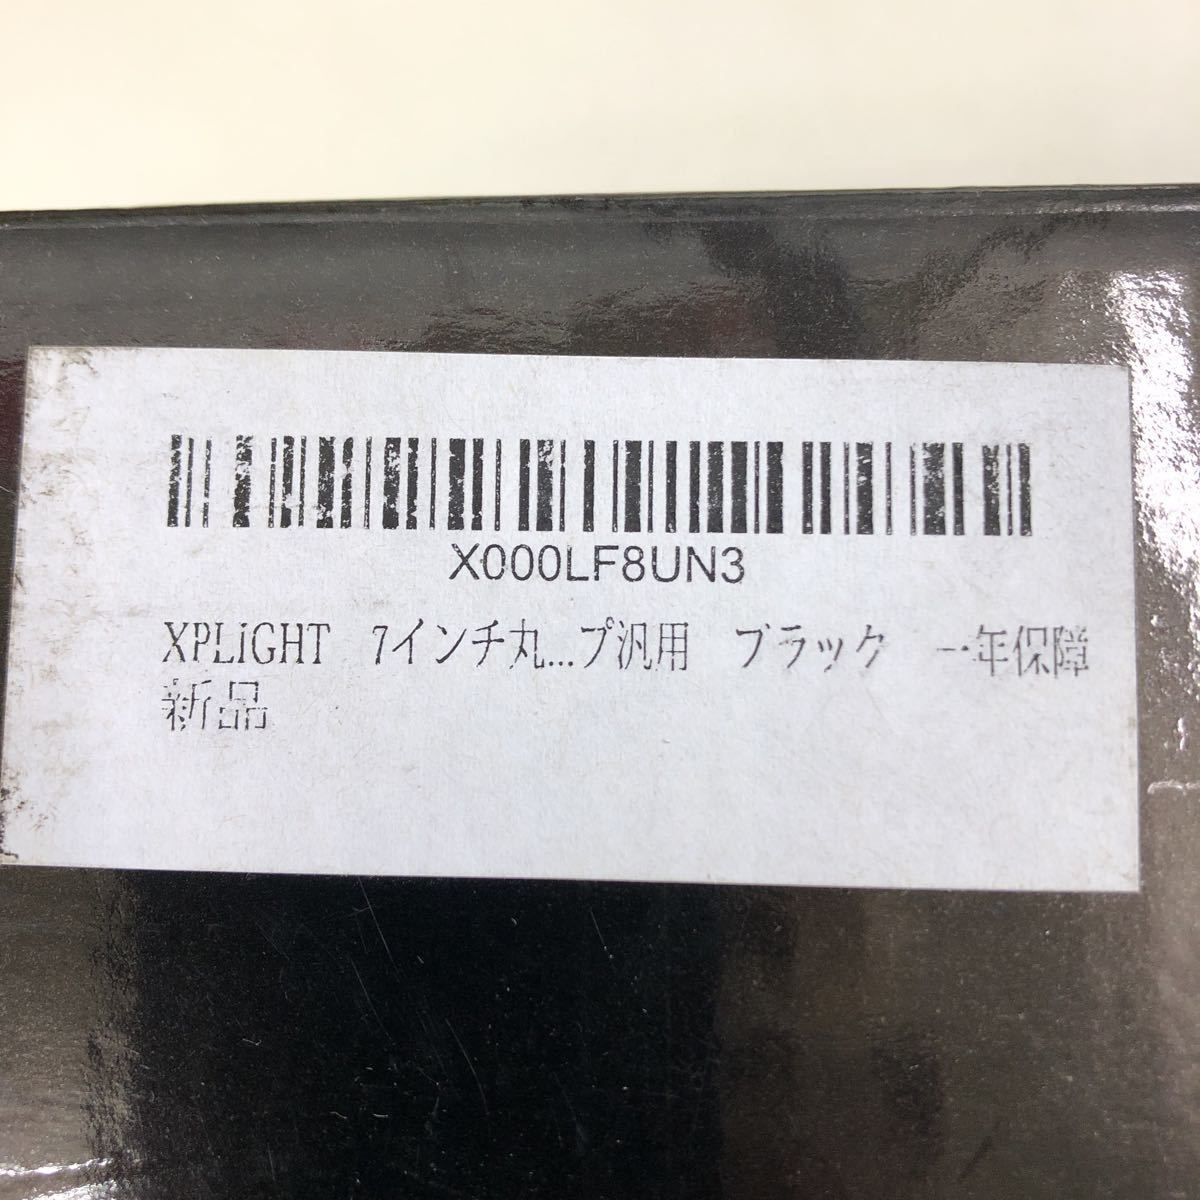 X000LF8UN3
XPLiGHT 7インチ丸...プ汎用 ブラック 一年保障
新品